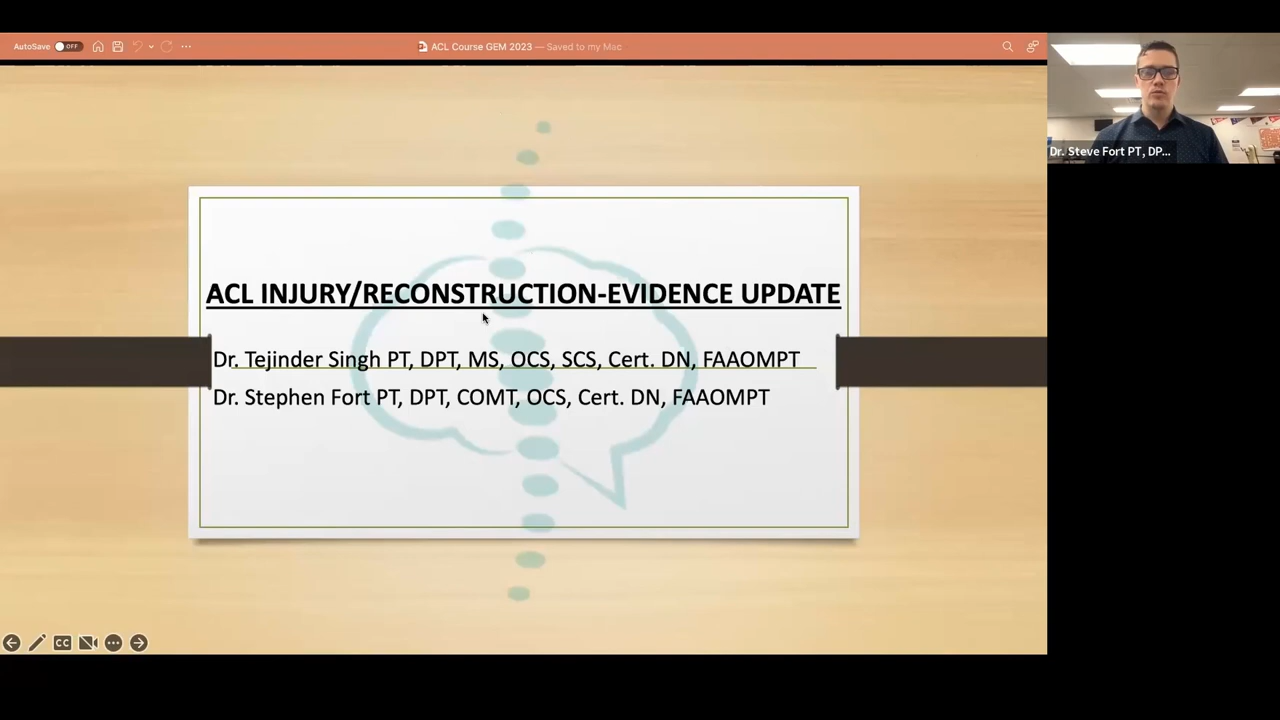 AutoSave OFF
ACL Course GEM 2023 — Saved to my Mac
Dr. Steve Fort PT, DP...
ACL INJURY/RECONSTRUCTION-EVIDENCE UPDATE
Dr. Tejinder Singh PT, DPT, MS, OCS, SCS, Cert. DN, FAAOMPT
Dr. Stephen Fort PT, DPT, COMT, OCS, Cert. DN, FAAOMPT
CC